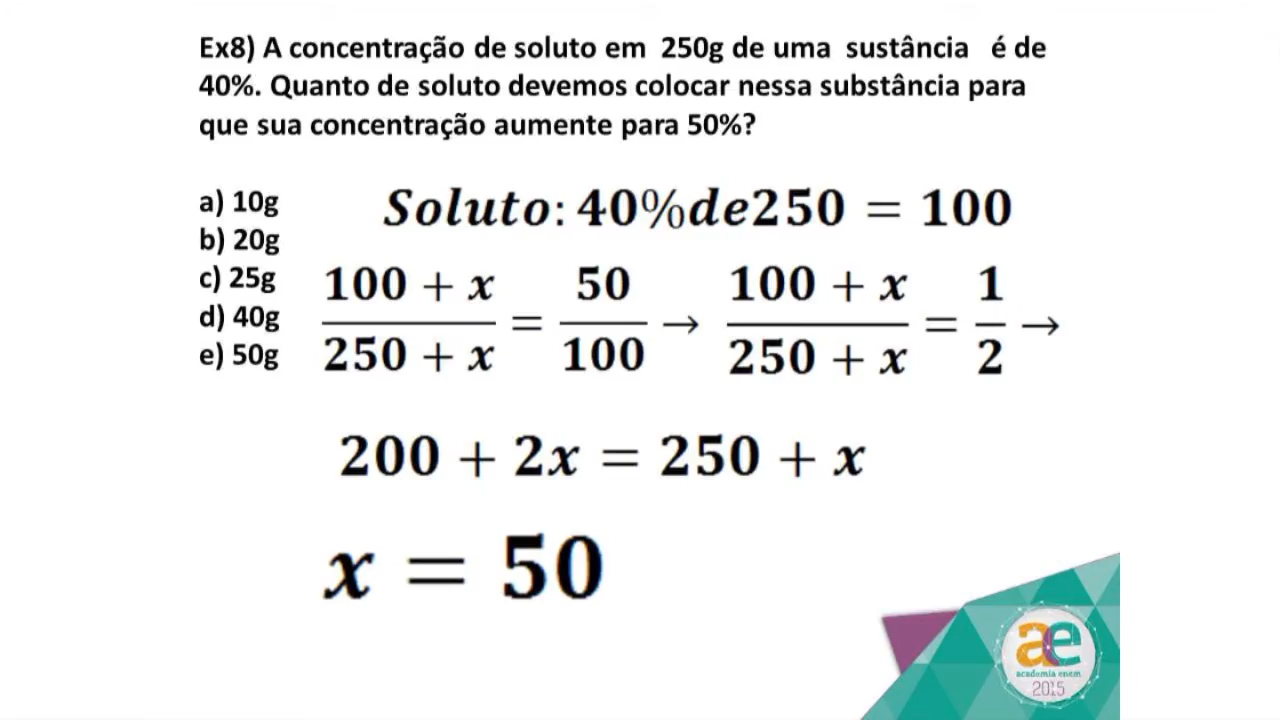 Ex8) A concentração de soluto em 250g de uma sustância é de
40%. Quanto de soluto devemos colocar nessa substância para
que sua concentração aumente para 50%?
a) 10g
b) 20g
c) 25g
d) 40g
e) 50g
Soluto: 40%de250 = 100
100 + x / 250 + x = 50 / 100 → 100 + x / 250 + x = 1 / 2 →
200 + 2x = 250 + x
x = 50
ae
academia enem
2015